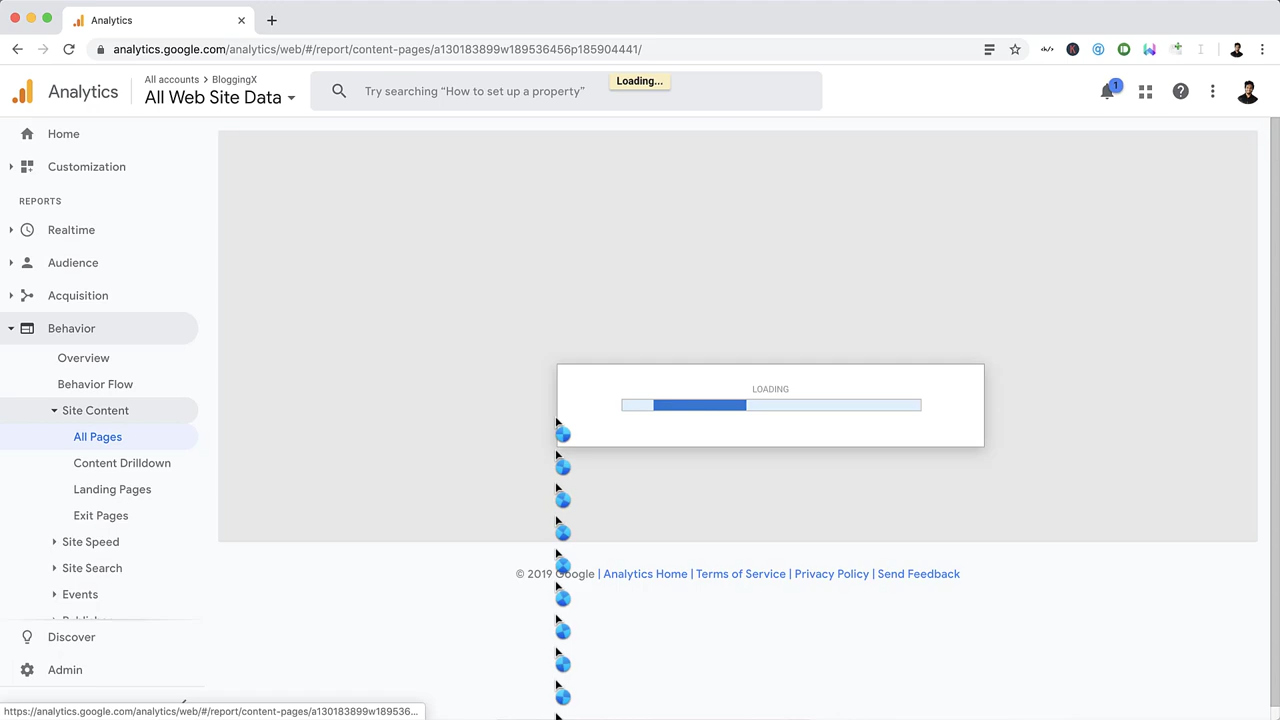 Analytics
analytics.google.com/analytics/web/#/report/content-pages/a130183899w189536456p185904441/
Analytics
All accounts > BloggingX
All Web Site Data
Try searching “How to set up a property”
Loading...
1
Home
Customization
REPORTS
Realtime
Audience
Acquisition
Behavior
Overview
Behavior Flow
Site Content
All Pages
Content Drilldown
Landing Pages
Exit Pages
Site Speed
Site Search
Events
Discover
Admin
LOADING
© 2019 Google | Analytics Home | Terms of Service | Privacy Policy | Send Feedback
https://analytics.google.com/analytics/web/#/report/content-pages/a130183899w189536...